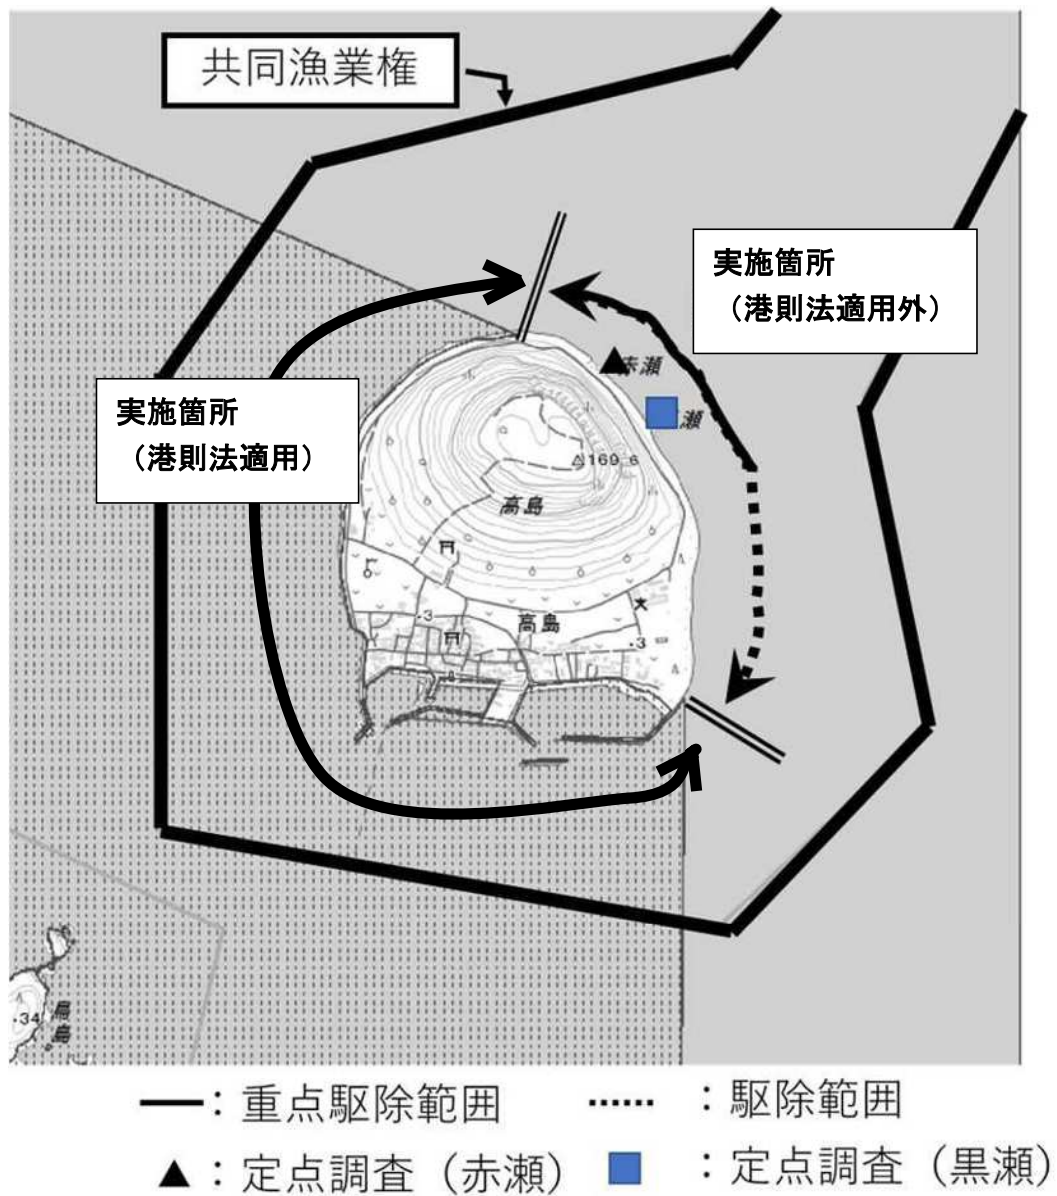 共同漁業権
実施箇所
（港則法適用外）
赤瀬
瀬
実施箇所
（港則法適用）
169.6
高島
高島
・3
・3
・34
鳥島
：重点駆除範囲
：駆除範囲
：定点調査（赤瀬）
：定点調査（黒瀬）